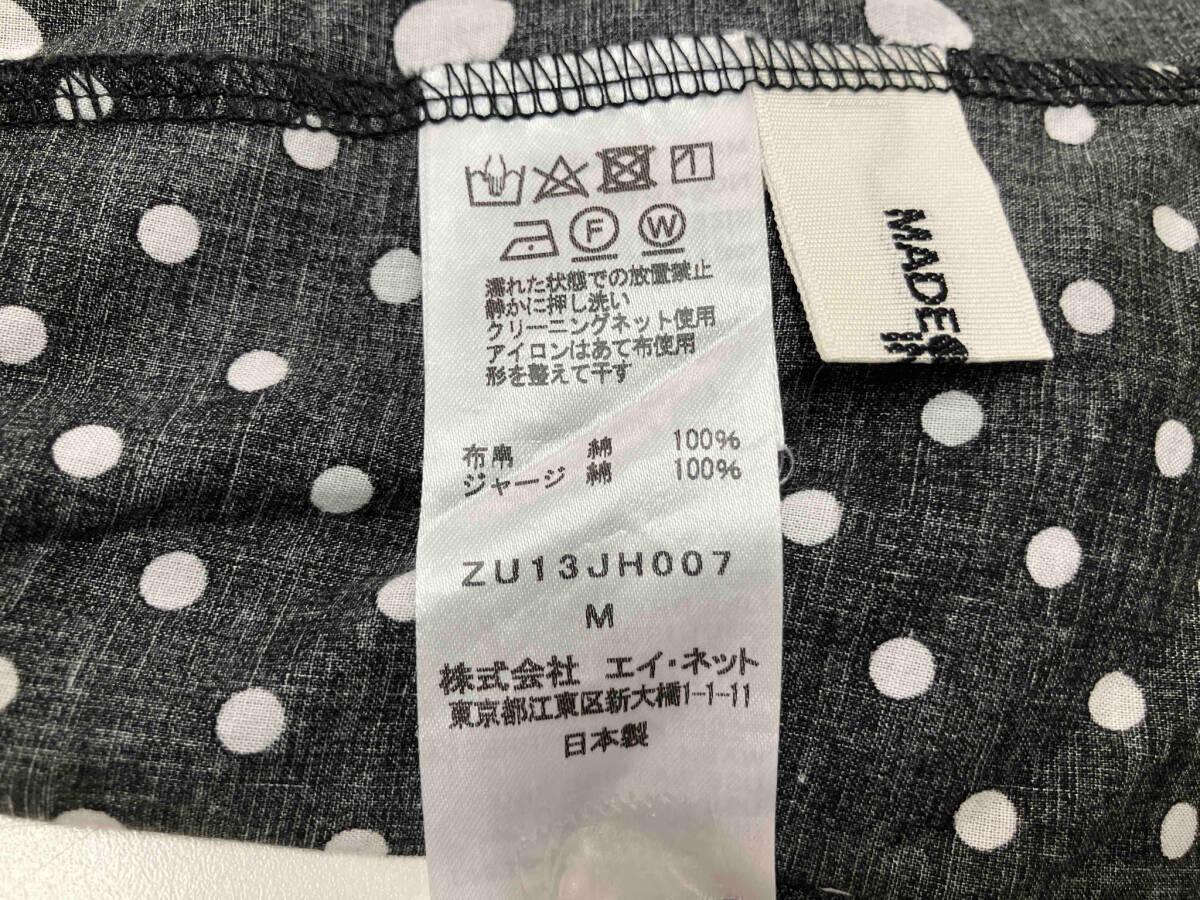 F W
濡れた状態での放置禁止
静かに押し洗い
クリーニングネット使用
アイロンはあて布使用
形を整えて干す
布帛 綿 100%
ジャージ 綿 100%
ZU13JH007
M
株式会社 エイ・ネット
東京都江東区新大橋1-1-11
日本製
MADE